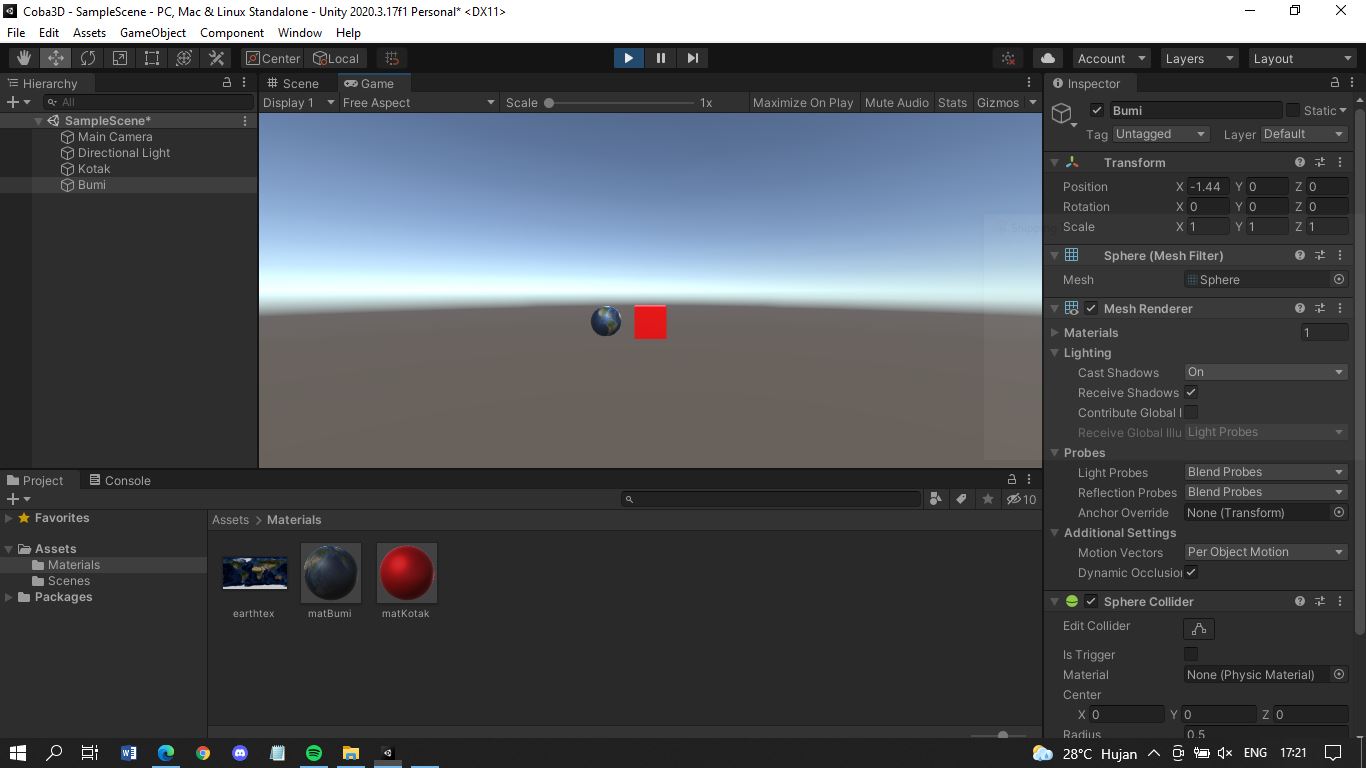 Coba3D - SampleScene - PC, Mac & Linux Standalone - Unity 2020.3.17f1 Personal* <DX11>
File Edit Assets GameObject Component Window Help
Center Local Account Layers Layout
Hierarchy
All
SampleScene*
Main Camera
Directional Light
Kotak
Bumi
Scene Game
Display 1 Free Aspect Scale 1x Maximize On Play Mute Audio Stats Gizmos
Inspector
Bumi Static
Tag Untagged Layer Default
Transform
Position X -1.44 Y 0 Z 0
Rotation X 0 Y 0 Z 0
Scale X 1 Y 1 Z 1
Sphere (Mesh Filter)
Mesh Sphere
Mesh Renderer
Materials 1
Lighting
Cast Shadows On
Receive Shadows
Contribute Global I
Receive Global Illu Light Probes
Probes
Light Probes Blend Probes
Reflection Probes Blend Probes
Anchor Override None (Transform)
Additional Settings
Motion Vectors Per Object Motion
Dynamic Occlusion
Sphere Collider
Edit Collider
Is Trigger
Material None (Physic Material)
Center
X 0 Y 0 Z 0
Radius 0.5
Project Console
10
Favorites
Assets
Materials
Scenes
Packages
Assets > Materials
earthtex matBumi matKotak
28°C Hujan ENG 17:21